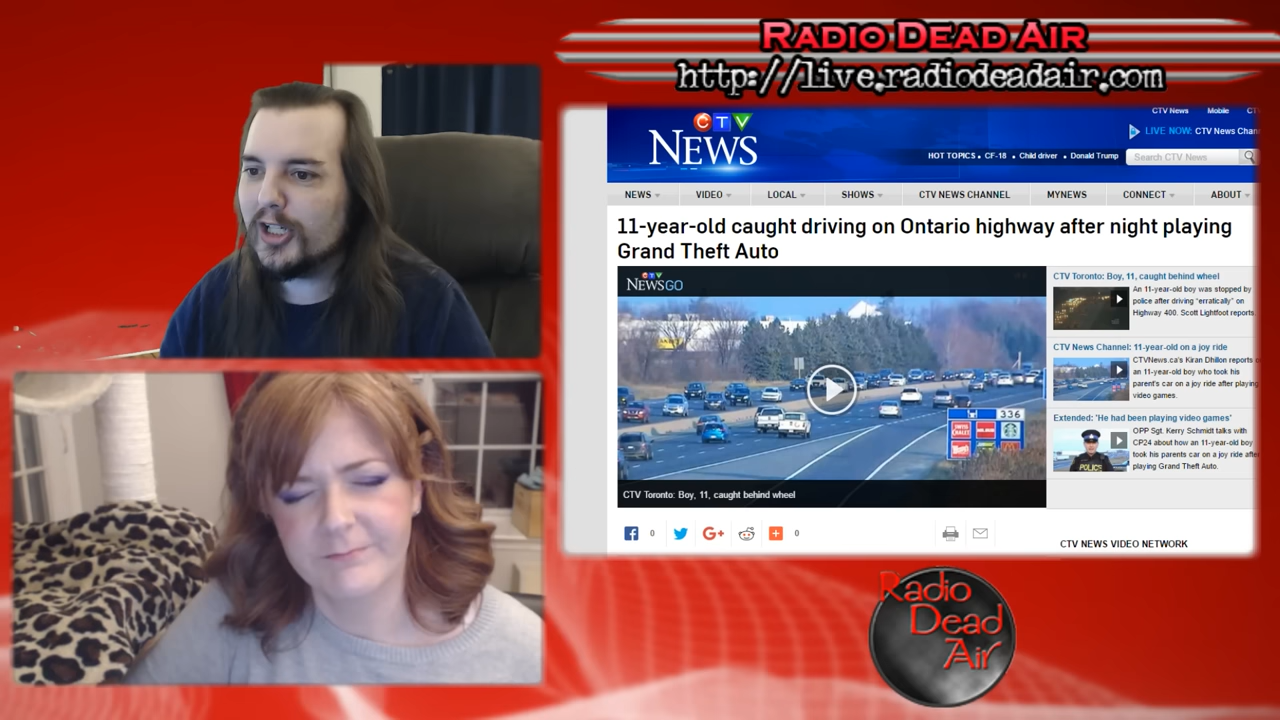 Radio Dead Air
http://live.radiodeadair.com
CTV News Mobile
CTV
NEWS
LIVE NOW: CTV News Chan
HOT TOPICS • CF-18 • Child driver • Donald Trump
Search CTV News
NEWS VIDEO LOCAL SHOWS CTV NEWS CHANNEL MYNEWS CONNECT ABOUT
11-year-old caught driving on Ontario highway after night playing
Grand Theft Auto
CTV
NEWS GO
336
CTV Toronto: Boy, 11, caught behind wheel
CTV Toronto: Boy, 11, caught behind wheel
An 11-year-old boy was stopped by
police after driving "erratically" on
Highway 400. Scott Lightfoot reports.
CTV News Channel: 11-year-old on a joy ride
CTVNews.ca's Kiran Dhillon reports o
an 11-year-old boy who took his
parent's car on a joy ride after playing
video games.
Extended: 'He had been playing video games'
POLICE
OPP Sgt. Kerry Schmidt talks with
CP24 about how an 11-year-old boy
took his parents car on a joy ride after
playing Grand Theft Auto.
0
G+
0
CTV NEWS VIDEO NETWORK
Radio
Dead
Air